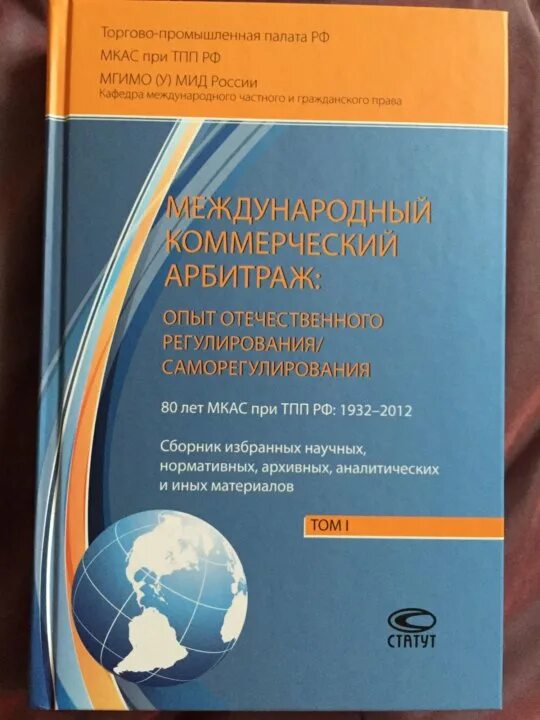 Торгово-промышленная палата РФ
МКАС при ТПП РФ
МГИМО (У) МИД России
Кафедра международного частного и гражданского права
МЕЖДУНАРОДНЫЙ
КОММЕРЧЕСКИЙ
АРБИТРАЖ:
ОПЫТ ОТЕЧЕСТВЕННОГО
РЕГУЛИРОВАНИЯ/
САМОРЕГУЛИРОВАНИЯ
80 лет МКАС при ТПП РФ: 1932–2012
Сборник избранных научных,
нормативных, архивных, аналитических
и иных материалов
ТОМ I
СТАТУТ